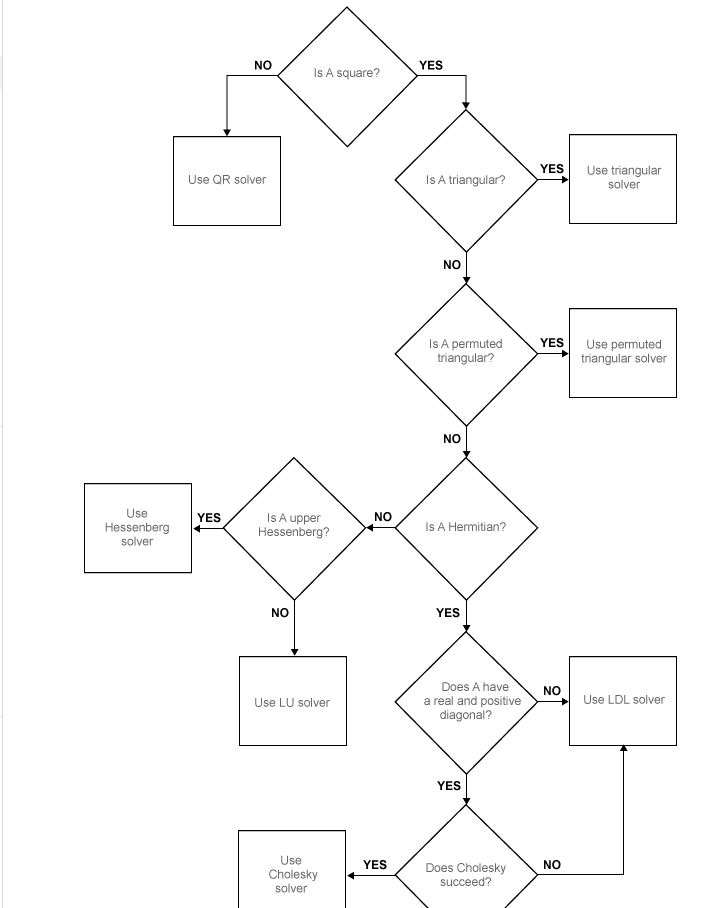 NO
YES
Is A square?
Use QR solver
Is A triangular?
YES
Use triangular
solver
NO
Is A permuted
triangular?
YES
Use permuted
triangular solver
NO
Use
Hessenberg
solver
YES
Is A upper
Hessenberg?
NO
Is A Hermitian?
NO
YES
Use LU solver
Does A have
a real and positive
diagonal?
NO
Use LDL solver
YES
Use
Cholesky
solver
YES
Does Cholesky
succeed?
NO